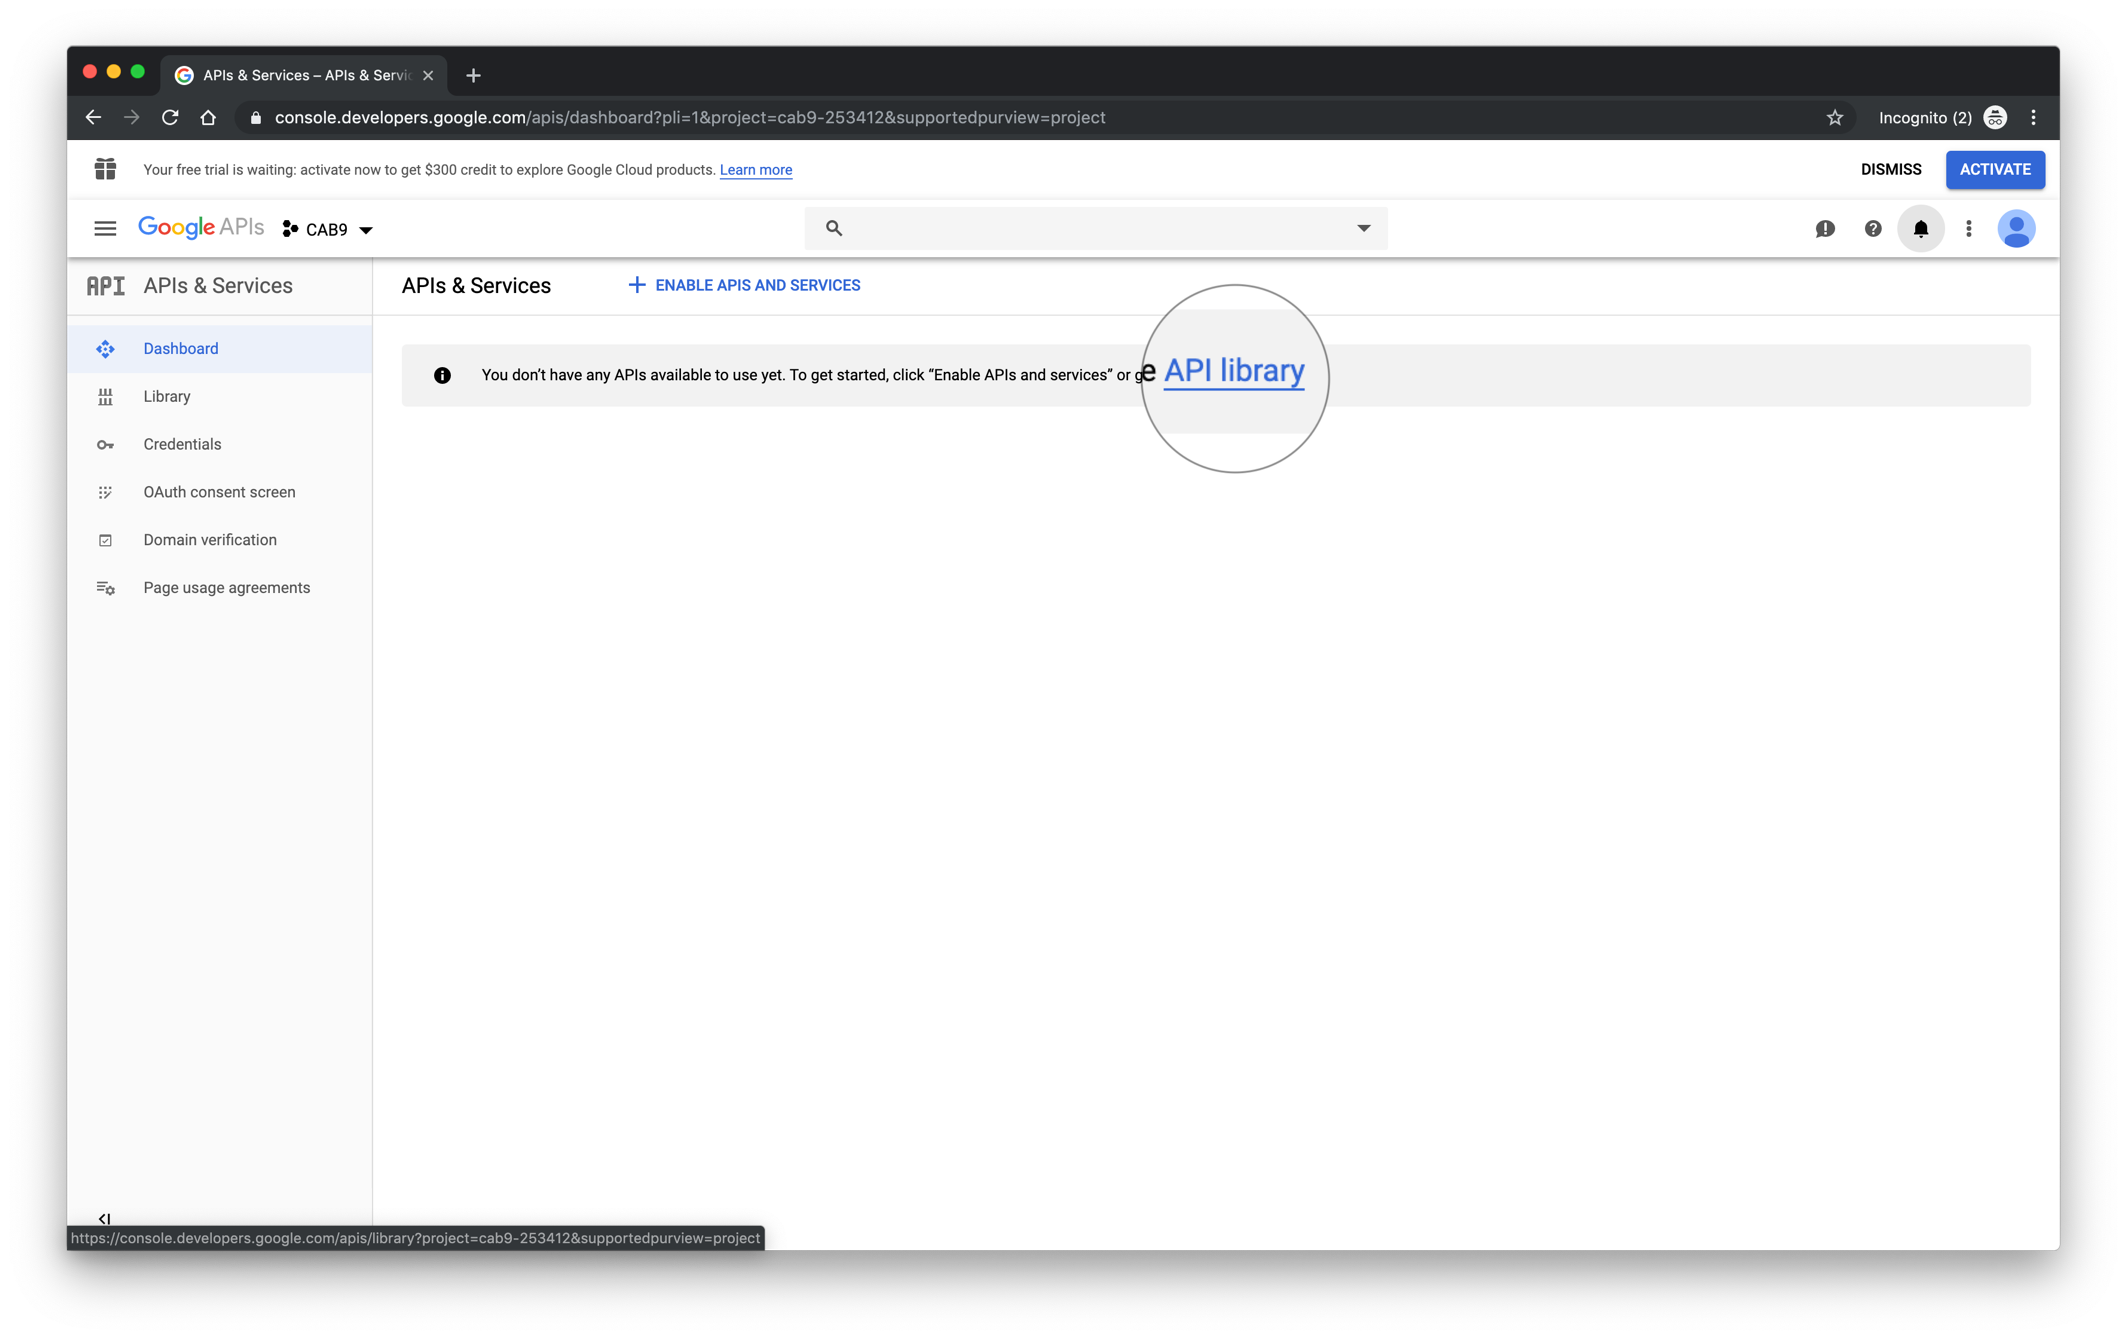 APIs & Services – APIs & Servic
console.developers.google.com/apis/dashboard?pli=1&project=cab9-253412&supportedpurview=project
Incognito (2)
Your free trial is waiting: activate now to get $300 credit to explore Google Cloud products. Learn more
DISMISS
ACTIVATE
Google APIs
CAB9
API APIs & Services
APIs & Services
ENABLE APIS AND SERVICES
Dashboard
Library
Credentials
OAuth consent screen
Domain verification
Page usage agreements
You don't have any APIs available to use yet. To get started, click “Enable APIs and services” or
API library
https://console.developers.google.com/apis/library?project=cab9-253412&supportedpurview=project